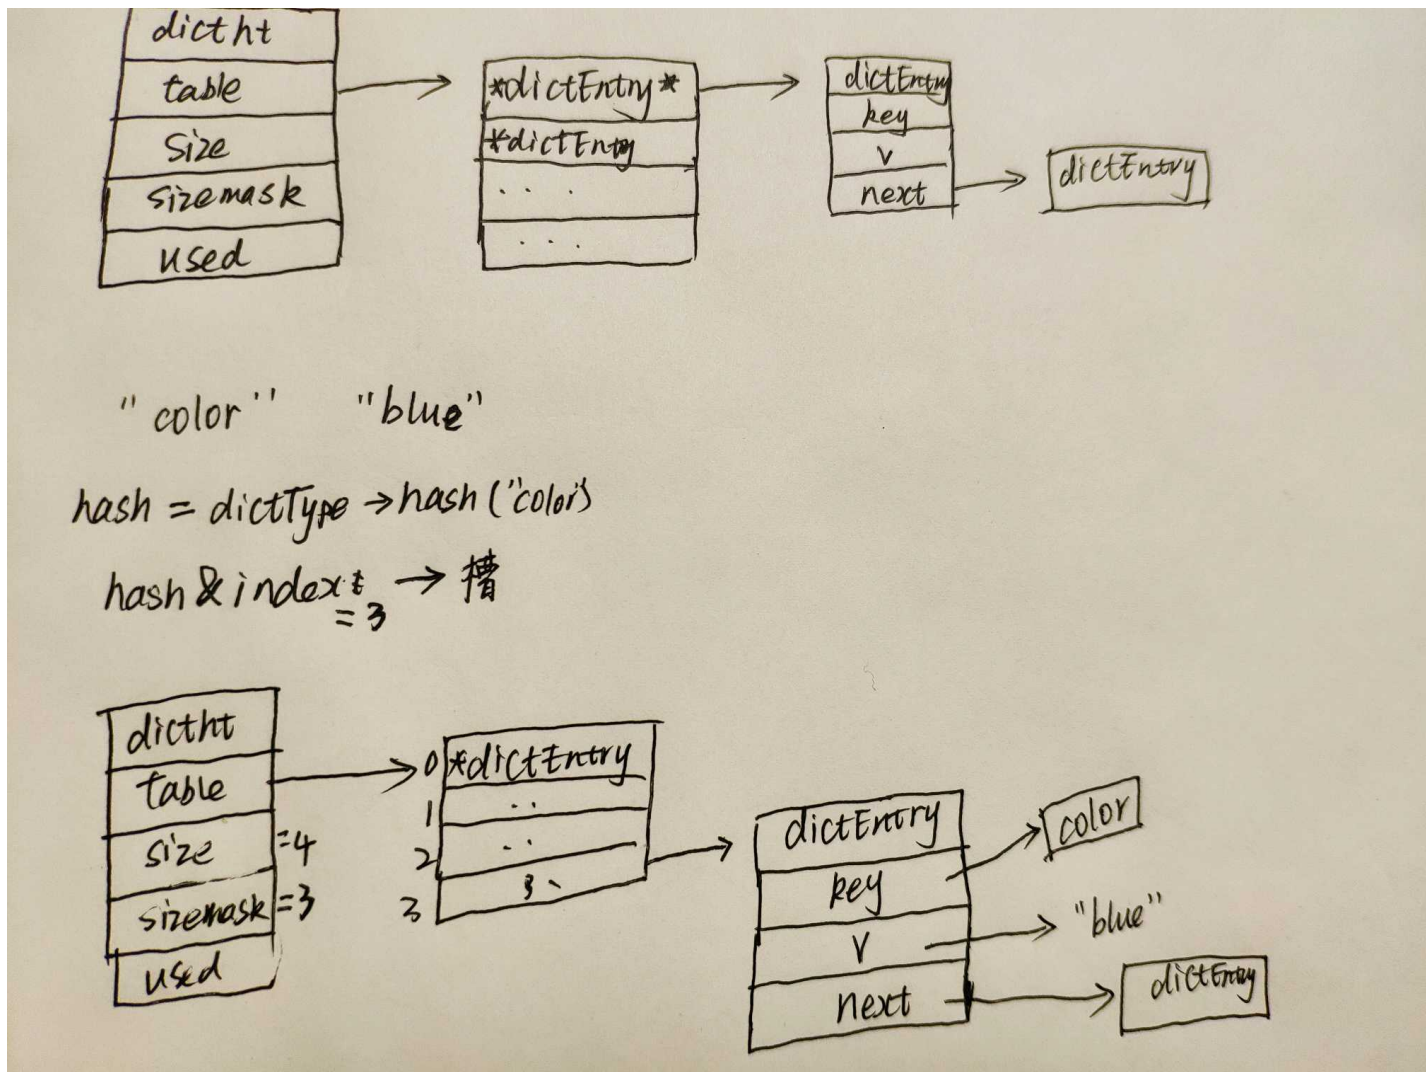 dictht
table
size
sizemask
used
*dictEntry*
*dictEntry
. . .
. . .
dictEntry
key
v
next
dictEntry
"color" "blue"
hash = dictType → hash ("color")
hash & index → 槽
= 3
dictht
table
size =4
sizemask =3
used
0 *dictEntry
1 ..
2 ..
3
dictEntry
key
v
next
color
"blue"
dictEntry